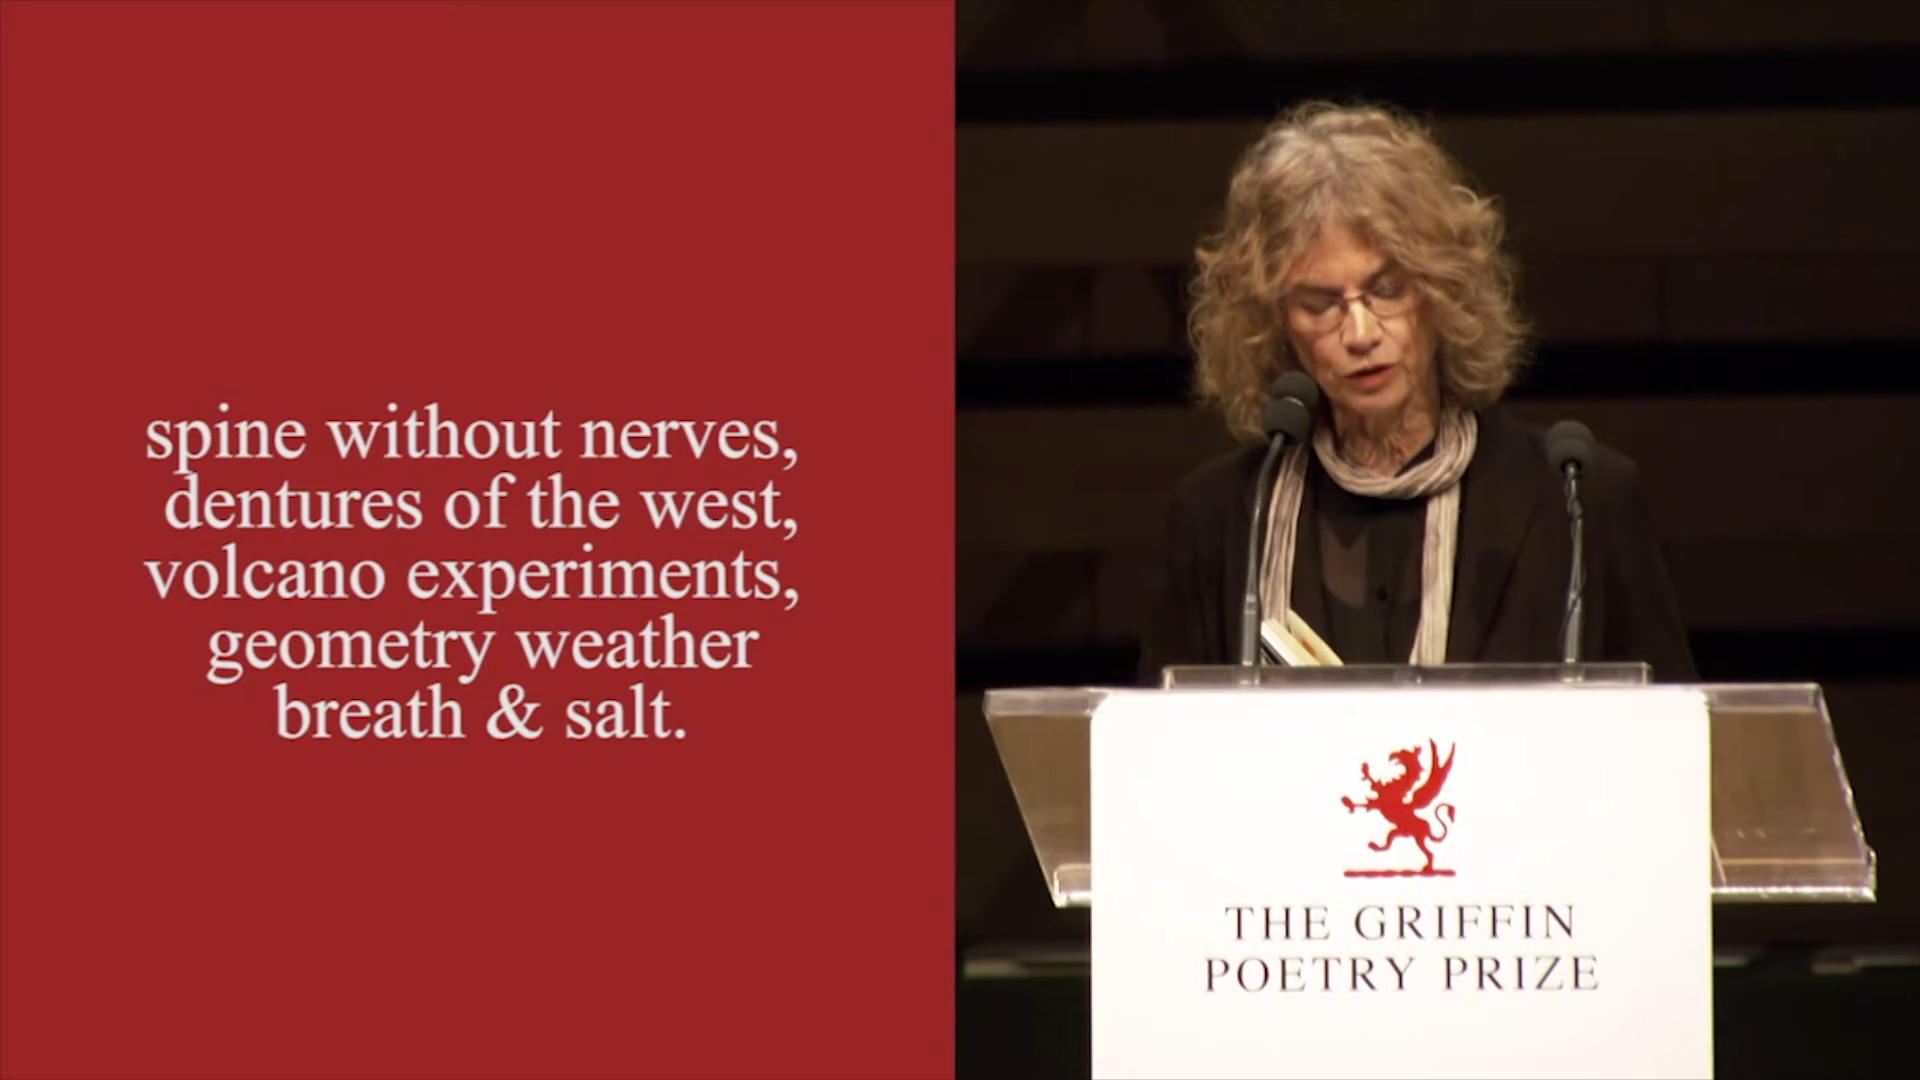 spine without nerves,
dentures of the west,
volcano experiments,
geometry weather
breath & salt.
THE GRIFFIN
POETRY PRIZE